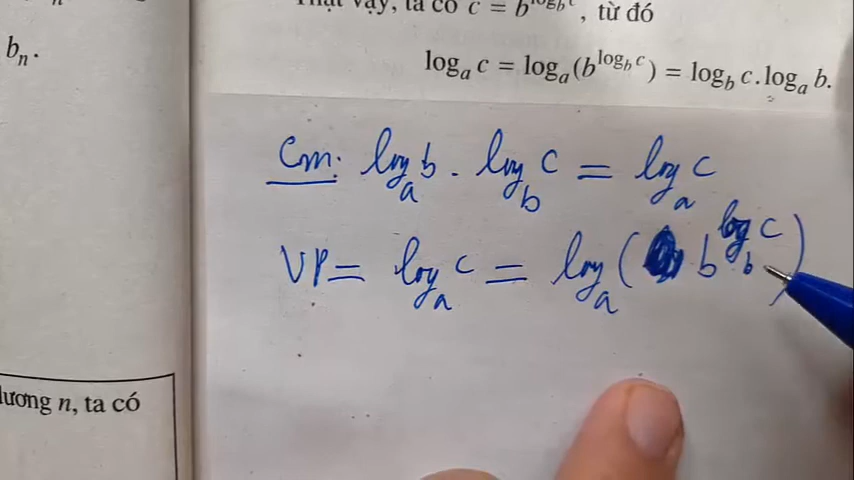 Thật vậy, ta có c = b^{log_b c}, từ đó
b_n.
log_a c = log_a(b^{log_b c}) = log_b c.log_a b.
Cm: log_a b . log_b c = log_a c
VP = log_a c = log_a( b^{log_b c})
dương n, ta có